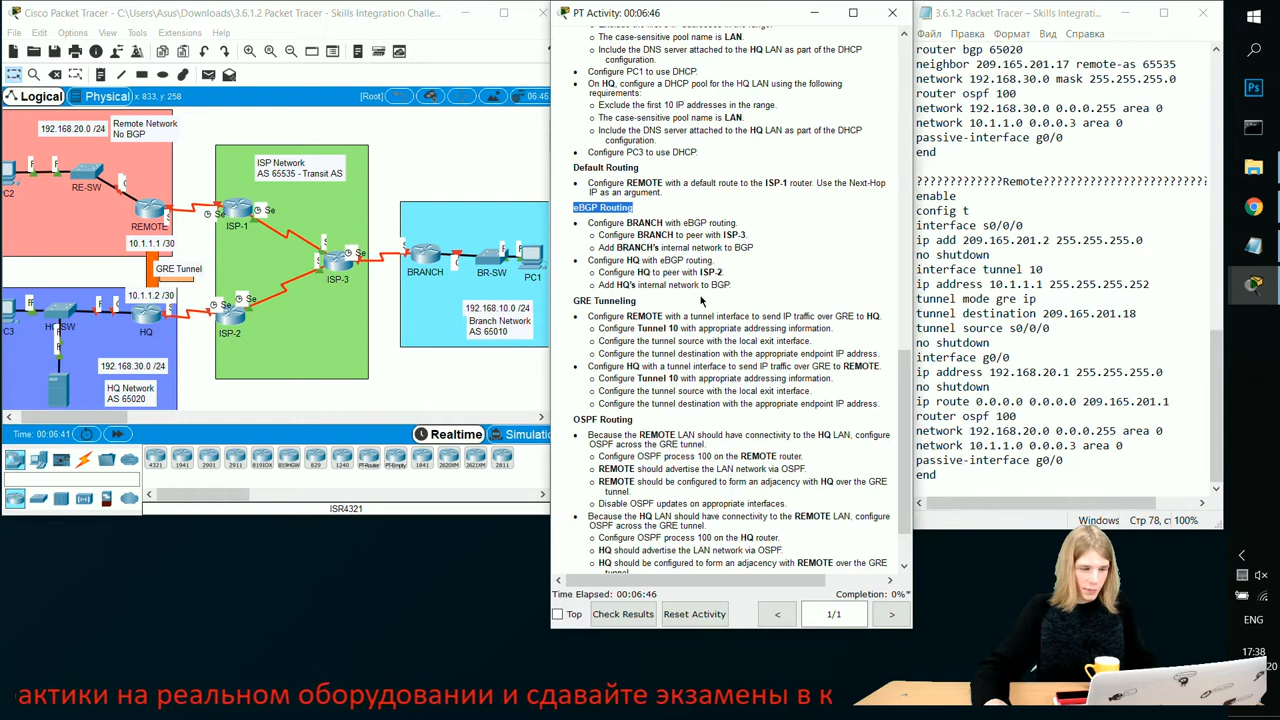 Cisco Packet Tracer - C:\Users\Asus\Downloads\3.6.1.2 Packet Tracer - Skills Integration Challe...
File Edit Options View Tools Extensions Help
Logical Physical x: 833, y: 258 [Root] 06:46
192.168.20.0 /24
Remote Network
No BGP
ISP Network
AS 65535 - Transit AS
PC2
RE-SW
REMOTE
ISP-1
Se
Se
10.1.1.1 /30
GRE Tunnel
10.1.1.2 /30
ISP-3
Se
BRANCH
BR-SW
PC1
Se
Se
PC3
HQ
ISP-2
192.168.10.0 /24
Branch Network
AS 65010
192.168.30.0 /24
HQ Network
AS 65020
Time: 00:06:41 Realtime Simulatio
4321 1941 2901 2911 819IOX 819HGW 829 1240 PT-Router PT-Empty 1841 2620XM 2621XM 2811
ISR4321
PT Activity: 00:06:46
The case-sensitive pool name is LAN.
Include the DNS server attached to the HQ LAN as part of the DHCP
configuration.
Configure PC1 to use DHCP.
On HQ, configure a DHCP pool for the HQ LAN using the following
requirements:
Exclude the first 10 IP addresses in the range.
The case-sensitive pool name is LAN.
Include the DNS server attached to the HQ LAN as part of the DHCP
configuration.
Configure PC3 to use DHCP.
Default Routing
Configure REMOTE with a default route to the ISP-1 router. Use the Next-Hop
IP as an argument.
eBGP Routing
Configure BRANCH with eBGP routing.
Configure BRANCH to peer with ISP-3.
Add BRANCH's internal network to BGP
Configure HQ with eBGP routing.
Configure HQ to peer with ISP-2.
Add HQ's internal network to BGP.
GRE Tunneling
Configure REMOTE with a tunnel interface to send IP traffic over GRE to HQ.
Configure Tunnel 10 with appropriate addressing information.
Configure the tunnel source with the local exit interface.
Configure the tunnel destination with the appropriate endpoint IP address.
Configure HQ with a tunnel interface to send IP traffic over GRE to REMOTE.
Configure Tunnel 10 with appropriate addressing information.
Configure the tunnel source with the local exit interface.
Configure the tunnel destination with the appropriate endpoint IP address.
OSPF Routing
Because the REMOTE LAN should have connectivity to the HQ LAN, configure
OSPF across the GRE tunnel.
Configure OSPF process 100 on the REMOTE router.
REMOTE should advertise the LAN network via OSPF.
REMOTE should be configured to form an adjacency with HQ over the GRE
tunnel.
Disable OSPF updates on appropriate interfaces.
Because the HQ LAN should have connectivity to the REMOTE LAN, configure
OSPF across the GRE tunnel.
Configure OSPF process 100 on the HQ router.
HQ should advertise the LAN network via OSPF.
HQ should be configured to form an adjacency with REMOTE over the GRE
Time Elapsed: 00:06:46 Completion: 0%*
Top Check Results Reset Activity < 1/1 >
3.6.1.2 Packet Tracer – Skills Integrati...
Файл Правка Формат Вид Справка
router bgp 65020
neighbor 209.165.201.17 remote-as 65535
network 192.168.30.0 mask 255.255.255.0
router ospf 100
network 192.168.30.0 0.0.0.255 area 0
network 10.1.1.0 0.0.0.3 area 0
passive-interface g0/0
end
????????????Remote????????????????????????
enable
config t
interface s0/0/0
ip add 209.165.201.2 255.255.255.0
no shutdown
interface tunnel 10
ip address 10.1.1.1 255.255.255.252
tunnel mode gre ip
tunnel destination 209.165.201.18
tunnel source s0/0/0
no shutdown
interface g0/0
ip address 192.168.20.1 255.255.255.0
no shutdown
ip route 0.0.0.0 0.0.0.0 209.165.201.1
router ospf 100
network 192.168.20.0 0.0.0.255 area 0
network 10.1.1.0 0.0.0.3 area 0
passive-interface g0/0
end
Windows Стр 78, с 100%
ENG
17:38
актики на реальном оборудовании и сдавайте экзамены в к